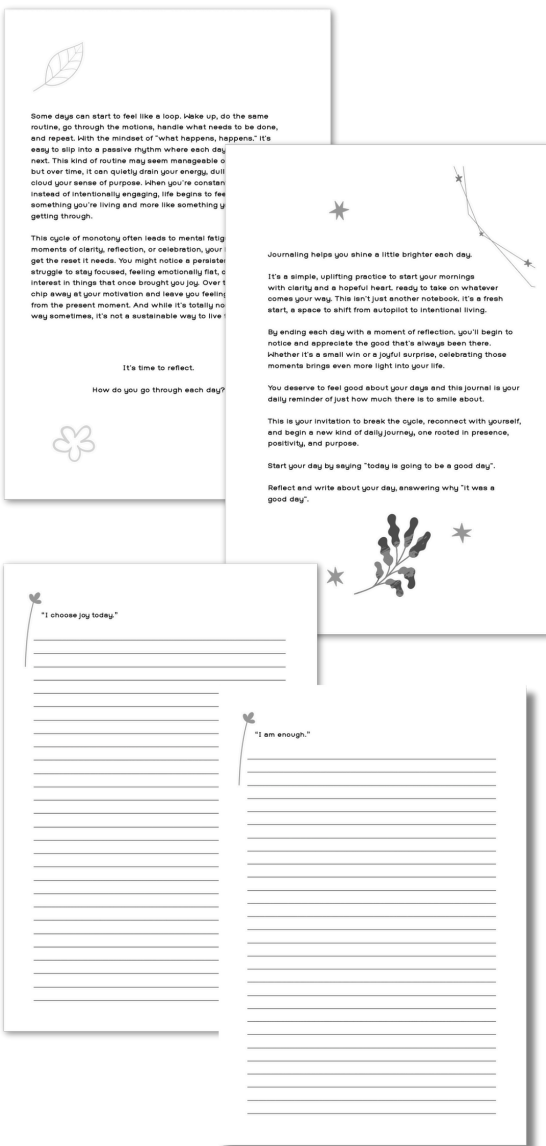 Some days can start to feel like a loop. Wake up, do the same
routine, go through the motions, handle what needs to be done,
and repeat. With the mindset of "what happens, happens." It's
easy to slip into a passive rhythm where each day
next. This kind of routine may seem manageable
but over time, it can quietly drain your energy, dull
cloud your sense of purpose. When you're
instead of intentionally engaging, life begins to
something you're living and more like something
getting through.
This cycle of monotony often leads to mental
moments of clarity, reflection, or celebration, your
get the reset it needs. You might notice a
struggle to stay focused, feeling emotionally flat,
interest in things that once brought you joy. Over
chip away at your motivation and leave you feeling
from the present moment. And while it's totally
way sometimes, it's not a sustainable way to live
It's time to reflect.
How do you go through each day?
Journaling helps you shine a little brighter each day.
It's a simple, uplifting practice to start your mornings
with clarity and a hopeful heart, ready to take on whatever
comes your way. This isn't just another notebook, it's a fresh
start, a space to shift from autopilot to intentional living.
By ending each day with a moment of reflection, you'll begin to
notice and appreciate the good that's always been there.
Whether it's a small win or a joyful surprise, celebrating those
moments brings even more light into your life.
You deserve to feel good about your days and this journal is your
daily reminder of just how much there is to smile about.
This is your invitation to break the cycle, reconnect with yourself,
and begin a new kind of daily journey, one rooted in presence,
positivity, and purpose.
Start your day by saying "today is going to be a good day".
Reflect and write about your day, answering why "it was a
good day".
"I choose joy today."
"I am enough."